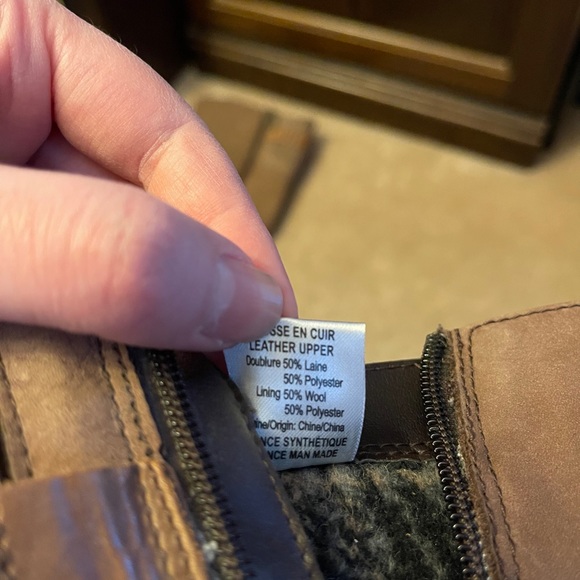 EN CUIR
LEATHER UPPER
Doublure 50% Laine
50% Polyester
Lining 50% Wool
50% Polyester
/Origin: Chine/China
SYNTHÉTIQUE
MAN MADE